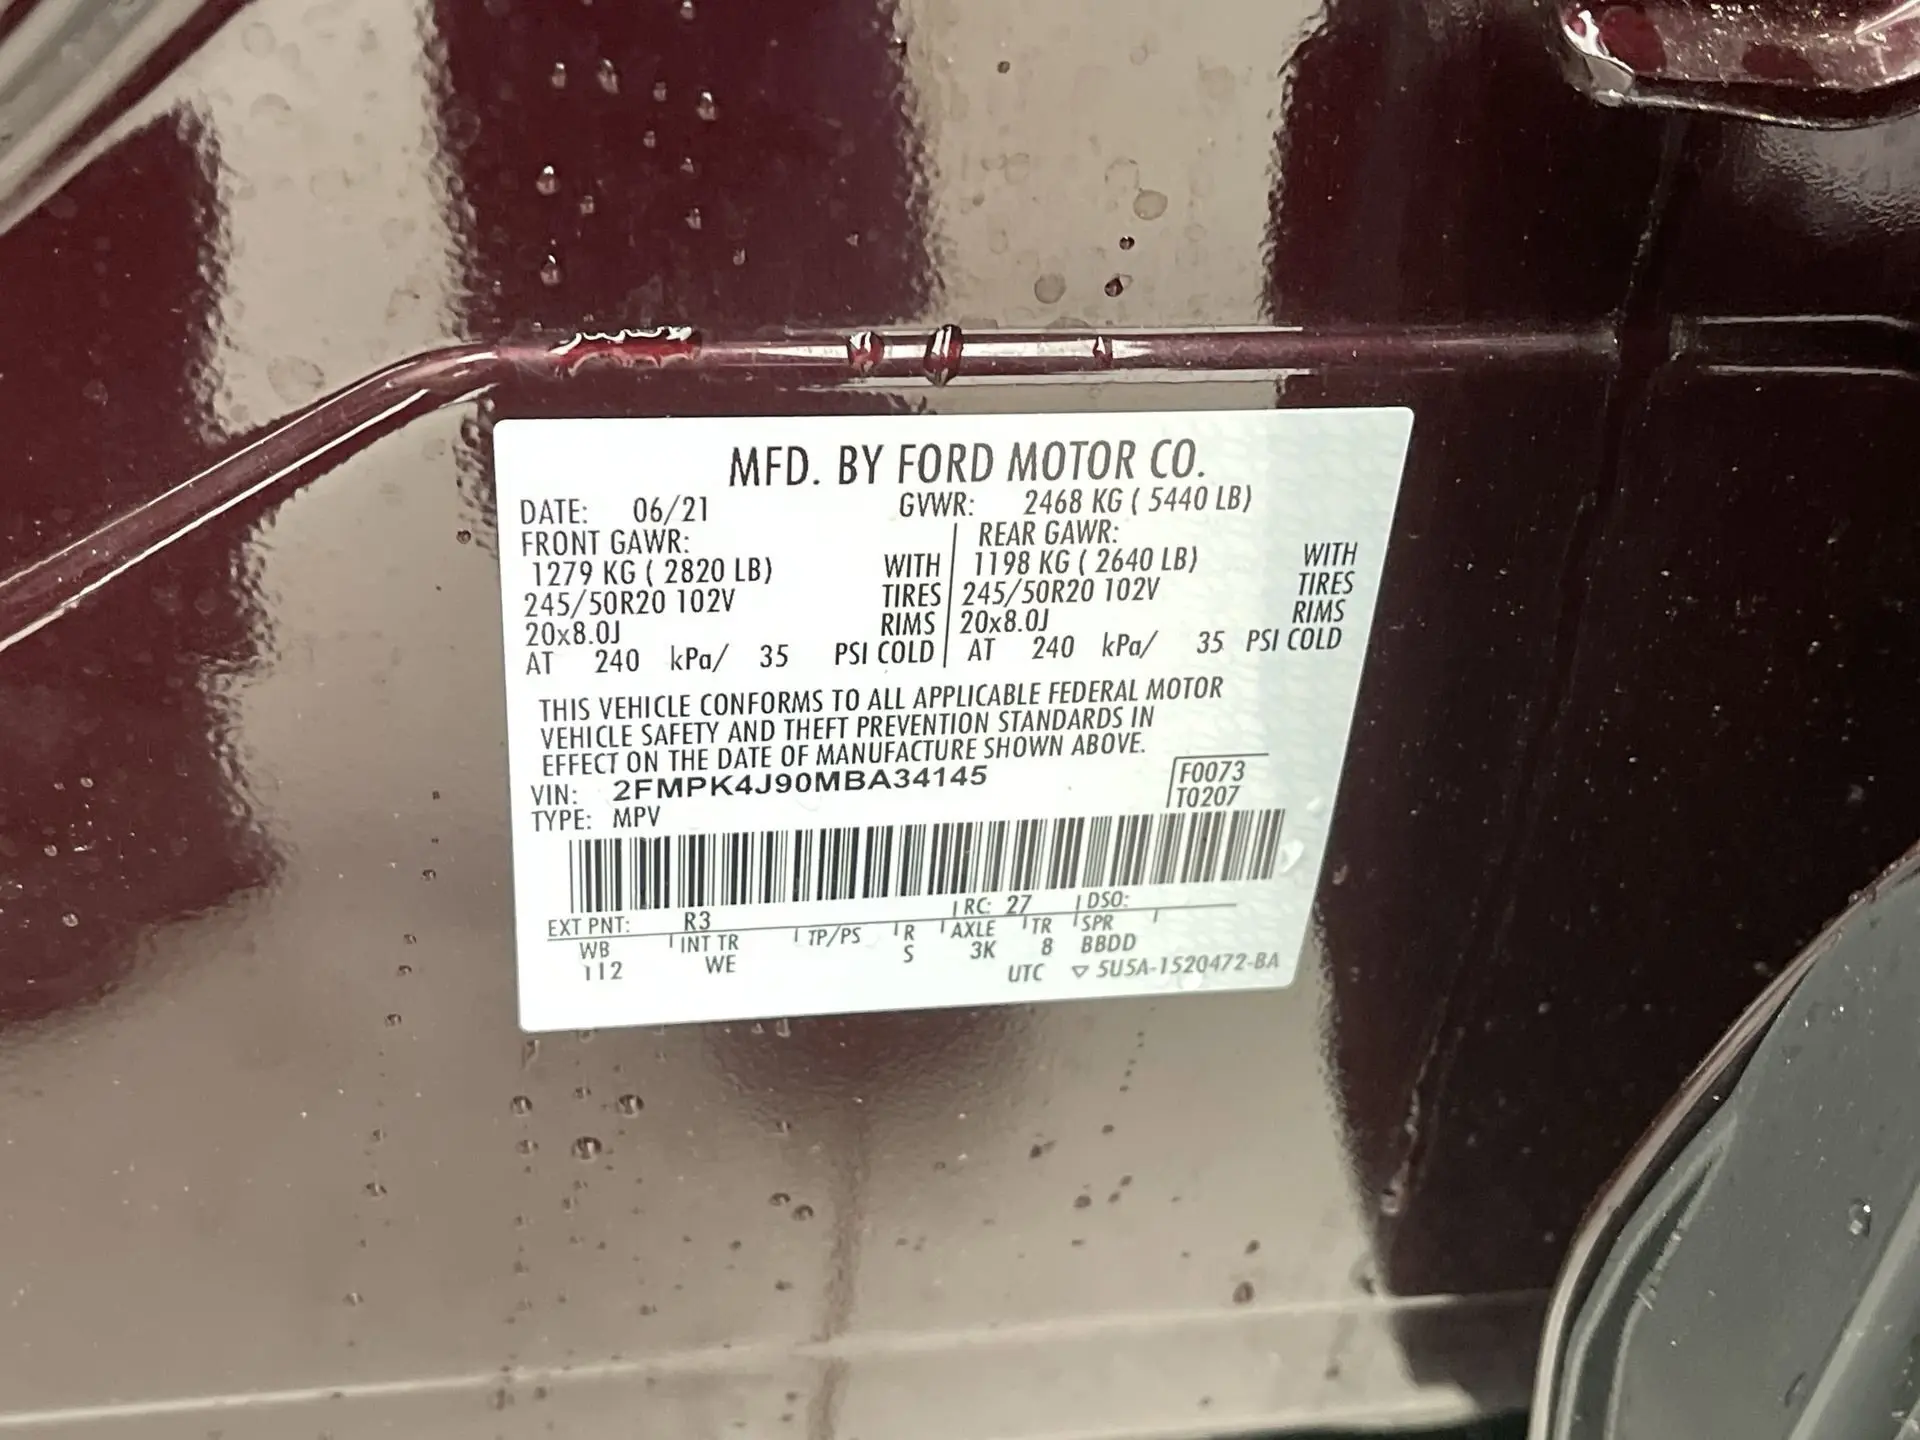 MFD. BY FORD MOTOR CO.
DATE: 06/21 GVWR: 2468 KG ( 5440 LB)
FRONT GAWR: REAR GAWR:
1279 KG ( 2820 LB) WITH 1198 KG ( 2640 LB) WITH
245/50R20 102V TIRES 245/50R20 102V TIRES
20x8.0J RIMS 20x8.0J RIMS
AT 240 kPa/ 35 PSI COLD AT 240 kPa/ 35 PSI COLD
THIS VEHICLE CONFORMS TO ALL APPLICABLE FEDERAL MOTOR
VEHICLE SAFETY AND THEFT PREVENTION STANDARDS IN
EFFECT ON THE DATE OF MANUFACTURE SHOWN ABOVE.
VIN: 2FMPK4J90MBA34145 F0073
TYPE: MPV T0207
EXT PNT: R3 RC: 27 DSO:
WB INT TR TP/PS R AXLE TR SPR
112 WE S 3K 8 BBDD
UTC ▽ 5U5A-1520472-BA